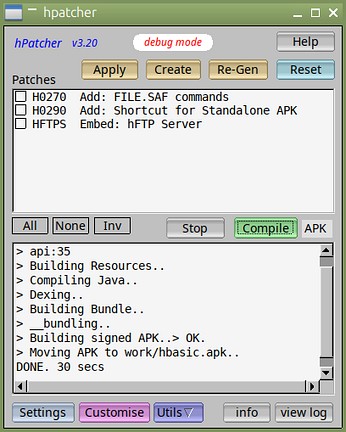 hpatcher
hPatcher v3.20 debug mode Help
Apply Create Re-Gen Reset
Patches
H0270 Add: FILE.SAF commands
H0290 Add: Shortcut for Standalone APK
HFTPS Embed: hFTP Server
All None Inv Stop Compile APK
> api:35
> Building Resources..
> Compiling Java..
> Dexing..
> Building Bundle..
> __bundling..
> Building signed APK..> OK.
> Moving APK to work/hbasic.apk..
DONE. 30 secs
Settings Customise Utils▽ info view log